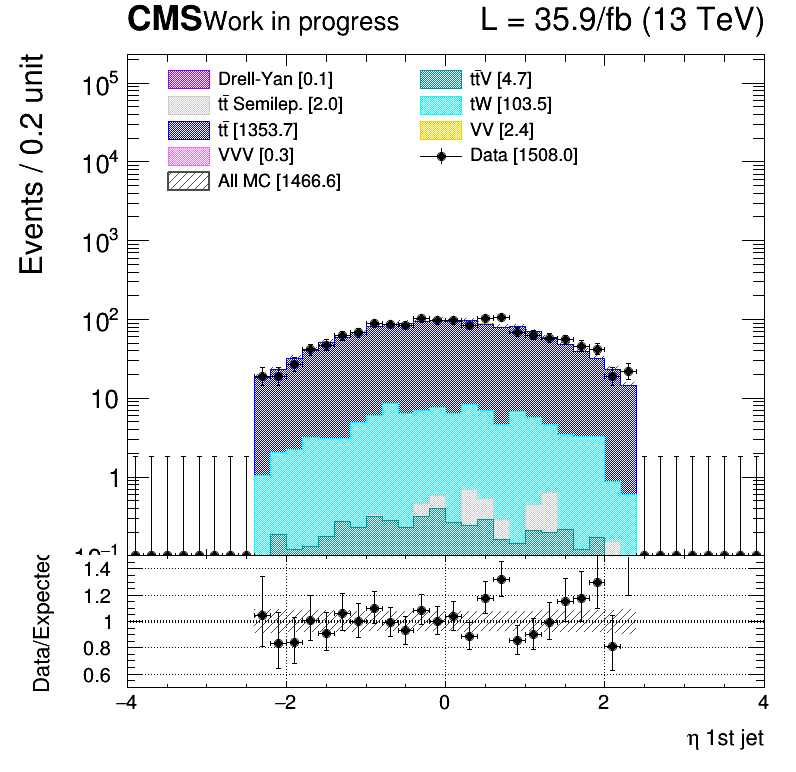 CMS Work in progress L = 35.9/fb (13 TeV)
Events / 0.2 unit
Drell-Yan [0.1]
tt̄ Semilep. [2.0]
tt̄ [1353.7]
VVV [0.3]
All MC [1466.6]
tt̄V [4.7]
tW [103.5]
VV [2.4]
Data [1508.0]
10⁵
10⁴
10³
10²
10
1
10⁻¹
Data/Expected
1.4
1.2
1
0.8
0.6
−4 −2 0 2 4
η 1st jet